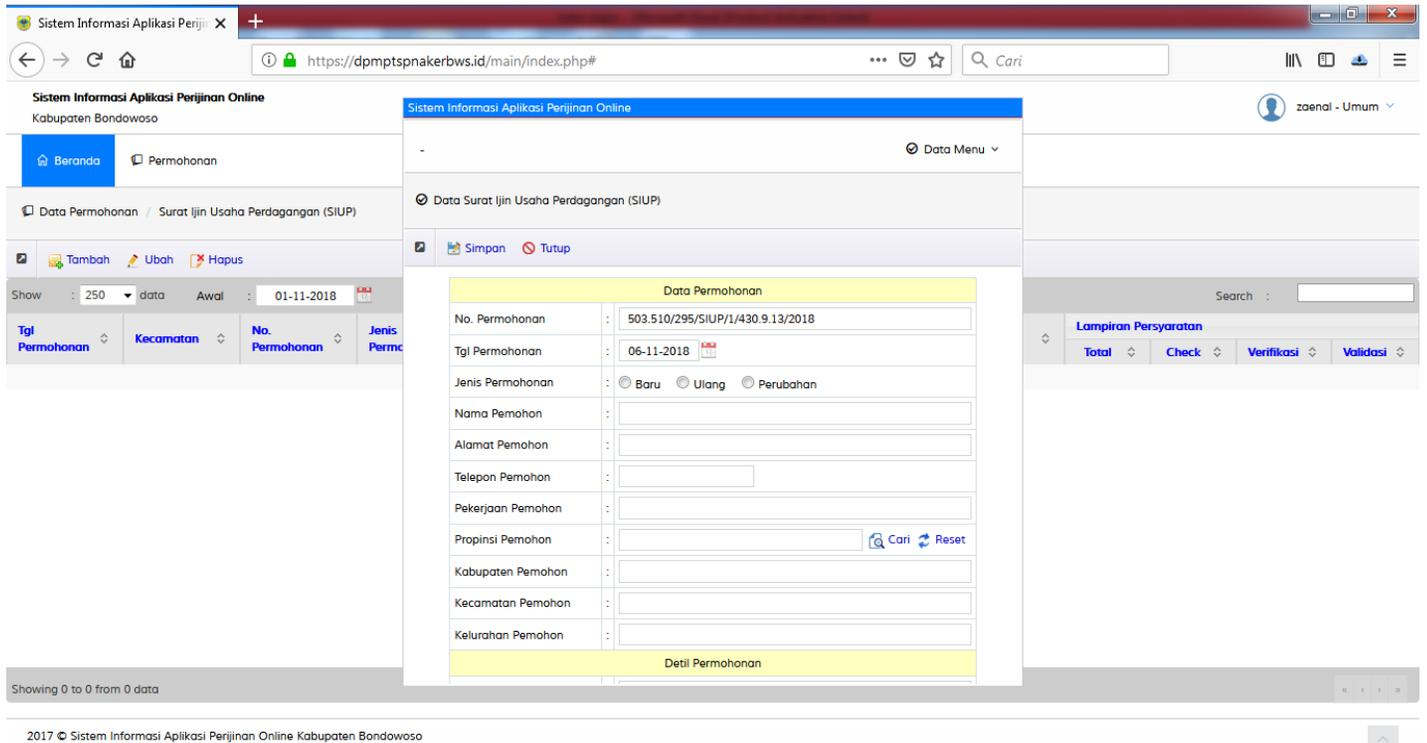 Sistem Informasi Aplikasi Perijin
https://dpmptspnakerbws.id/main/index.php#
Cari
Sistem Informasi Aplikasi Perijinan Online
Kabupaten Bondowoso
zaenal - Umum
Beranda
Permohonan
Data Permohonan / Surat Ijin Usaha Perdagangan (SIUP)
Tambah Ubah Hapus
Show : 250 data Awal : 01-11-2018
Search :
Tgl Permohonan
Kecamatan
No. Permohonan
Jenis
Lampiran Persyaratan
Total Check Verifikasi Validasi
Sistem Informasi Aplikasi Perijinan Online
-
Data Menu
Data Surat Ijin Usaha Perdagangan (SIUP)
Simpan Tutup
Data Permohonan
No. Permohonan : 503.510/295/SIUP/1/430.9.13/2018
Tgl Permohonan : 06-11-2018
Jenis Permohonan : Baru Ulang Perubahan
Nama Pemohon :
Alamat Pemohon :
Telepon Pemohon :
Pekerjaan Pemohon :
Propinsi Pemohon : Cari Reset
Kabupaten Pemohon :
Kecamatan Pemohon :
Kelurahan Pemohon :
Detil Permohonan
Showing 0 to 0 from 0 data
« ‹ › »
2017 © Sistem Informasi Aplikasi Perijinan Online Kabupaten Bondowoso